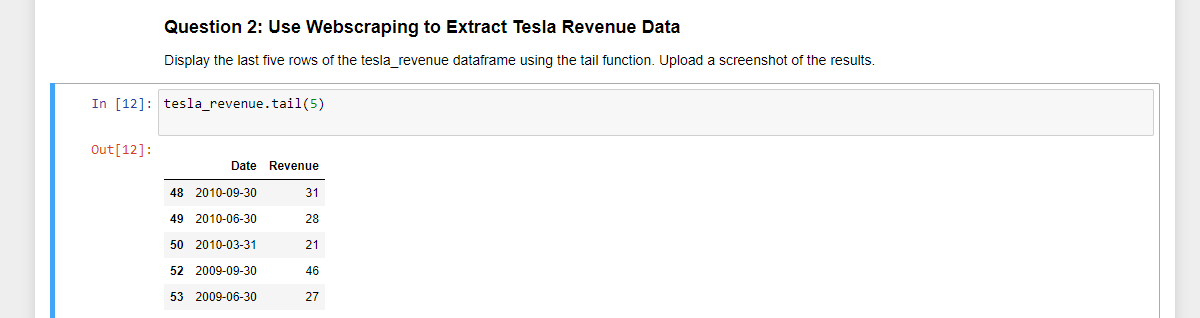 Question 2: Use Webscraping to Extract Tesla Revenue Data
Display the last five rows of the tesla_revenue dataframe using the tail function. Upload a screenshot of the results.
In [12]: tesla_revenue.tail(5)
Out[12]:
Date Revenue
48 2010-09-30 31
49 2010-06-30 28
50 2010-03-31 21
52 2009-09-30 46
53 2009-06-30 27